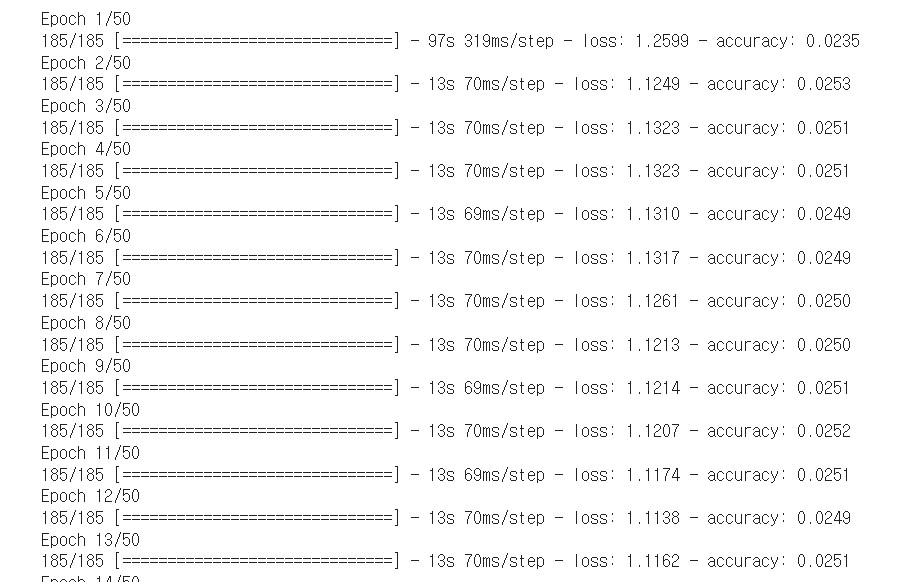 Epoch 1/50
185/185 [==============================] - 97s 319ms/step - loss: 1.2599 - accuracy: 0.0235
Epoch 2/50
185/185 [==============================] - 13s 70ms/step - loss: 1.1249 - accuracy: 0.0253
Epoch 3/50
185/185 [==============================] - 13s 70ms/step - loss: 1.1323 - accuracy: 0.0251
Epoch 4/50
185/185 [==============================] - 13s 70ms/step - loss: 1.1323 - accuracy: 0.0251
Epoch 5/50
185/185 [==============================] - 13s 69ms/step - loss: 1.1310 - accuracy: 0.0249
Epoch 6/50
185/185 [==============================] - 13s 70ms/step - loss: 1.1317 - accuracy: 0.0249
Epoch 7/50
185/185 [==============================] - 13s 70ms/step - loss: 1.1261 - accuracy: 0.0250
Epoch 8/50
185/185 [==============================] - 13s 70ms/step - loss: 1.1213 - accuracy: 0.0250
Epoch 9/50
185/185 [==============================] - 13s 69ms/step - loss: 1.1214 - accuracy: 0.0251
Epoch 10/50
185/185 [==============================] - 13s 70ms/step - loss: 1.1207 - accuracy: 0.0252
Epoch 11/50
185/185 [==============================] - 13s 69ms/step - loss: 1.1174 - accuracy: 0.0251
Epoch 12/50
185/185 [==============================] - 13s 70ms/step - loss: 1.1138 - accuracy: 0.0249
Epoch 13/50
185/185 [==============================] - 13s 70ms/step - loss: 1.1162 - accuracy: 0.0251
Epoch 14/50